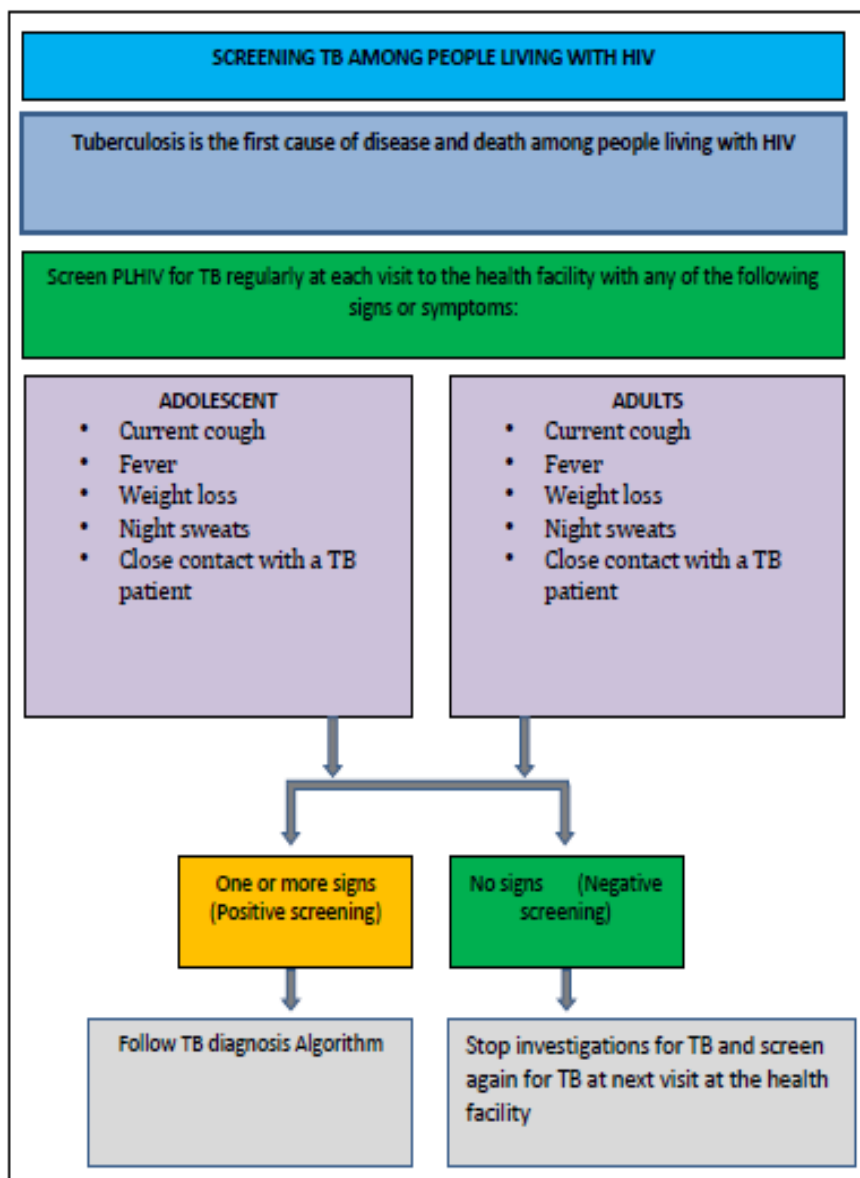 SCREENING TB AMONG PEOPLE LIVING WITH HIV
Tuberculosis is the first cause of disease and death among people living with HIV
Screen PLHIV for TB regularly at each visit to the health facility with any of the following
signs or symptoms:
ADOLESCENT
• Current cough
• Fever
• Weight loss
• Night sweats
• Close contact with a TB
patient
ADULTS
• Current cough
• Fever
• Weight loss
• Night sweats
• Close contact with a TB
patient
One or more signs
(Positive screening)
No signs (Negative
screening)
Follow TB diagnosis Algorithm
Stop investigations for TB and screen
again for TB at next visit at the health
facility